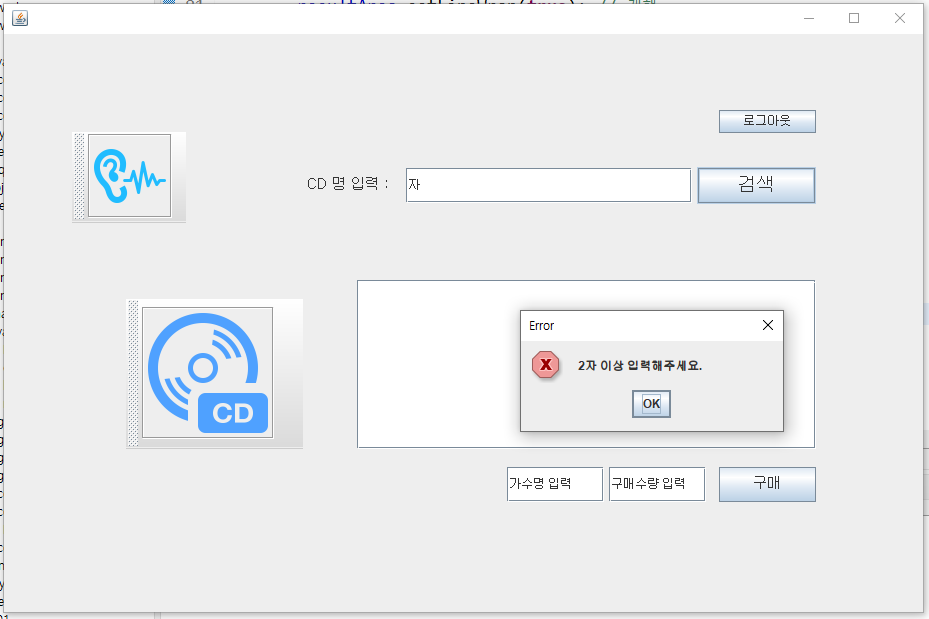 로그아웃
CD 명 입력 :
자
검색
CD
Error
2자 이상 입력해주세요.
OK
가수명 입력
구매수량 입력
구매